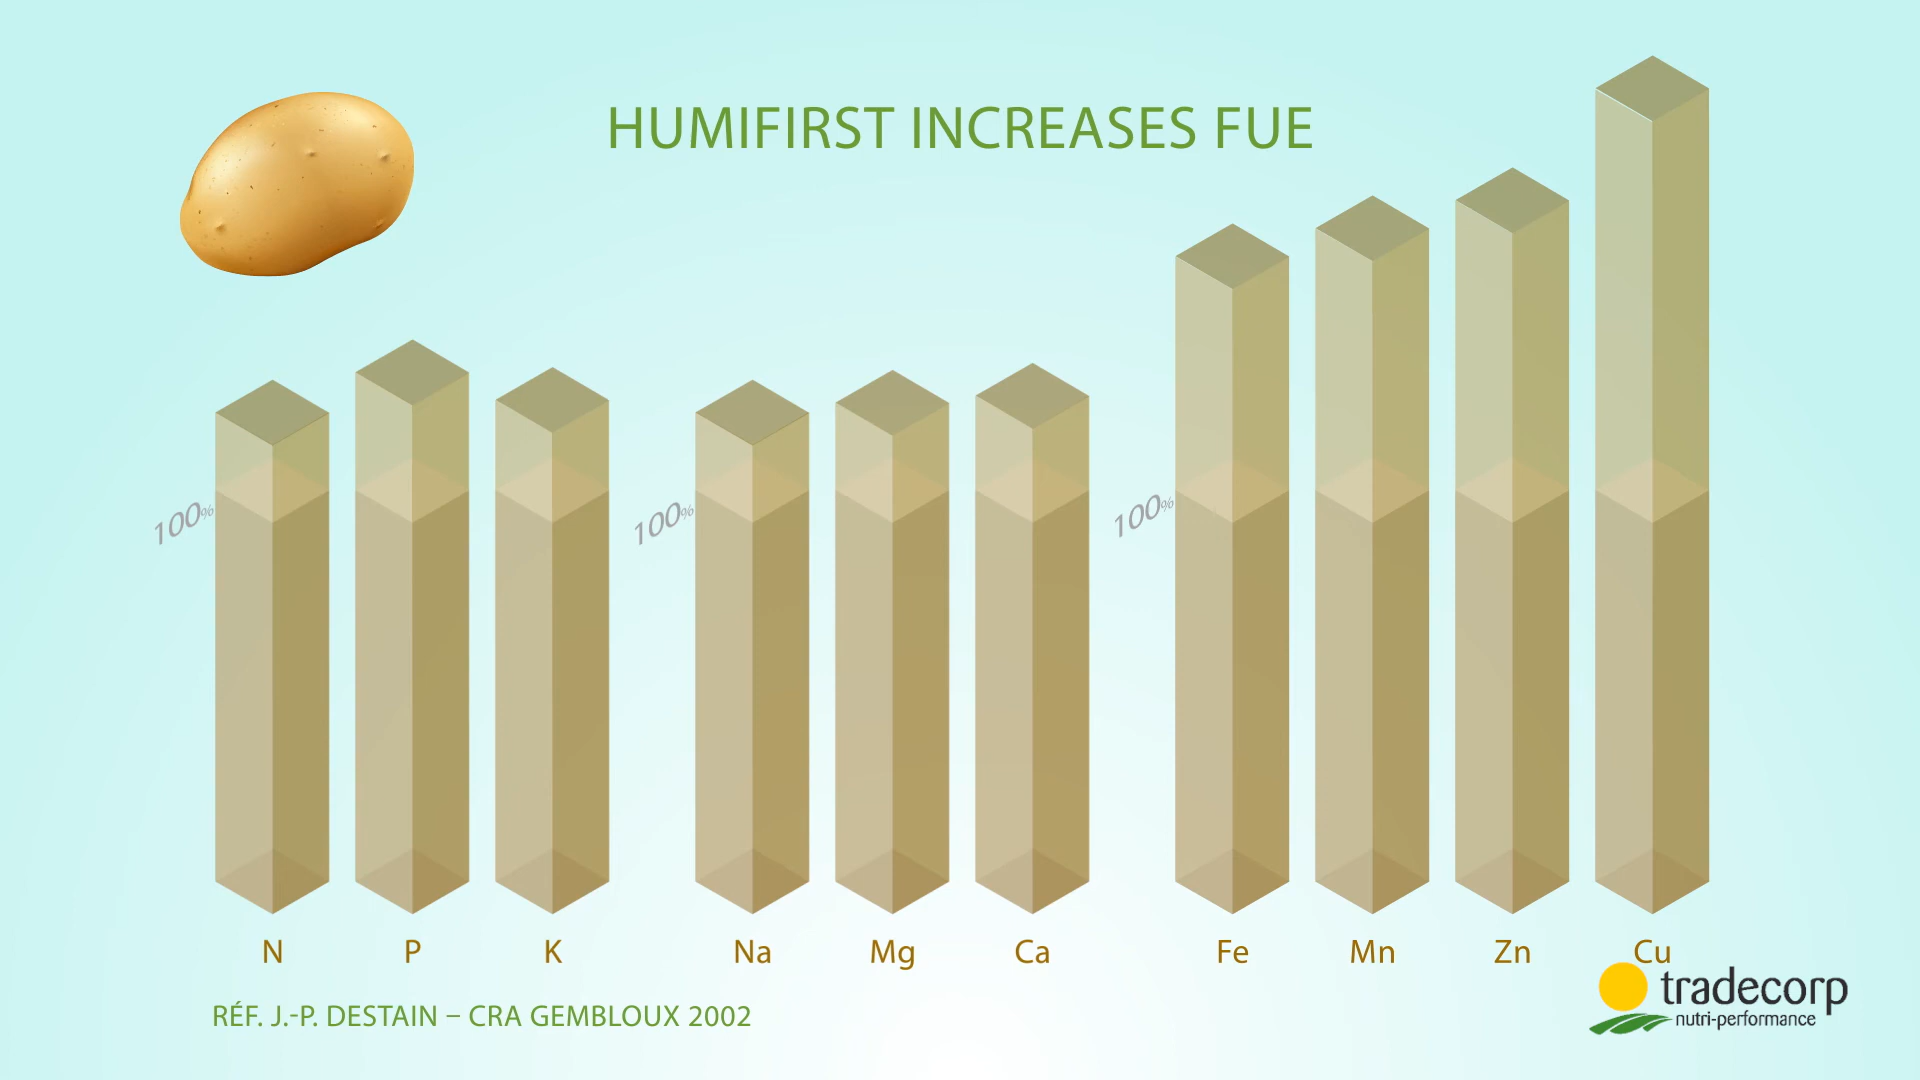 HUMIFIRST INCREASES FUE
100%
100%
100%
N P K Na Mg Ca Fe Mn Zn Cu
RÉF. J.-P. DESTAIN – CRA GEMBLOUX 2002
tradecorp
nutri-performance